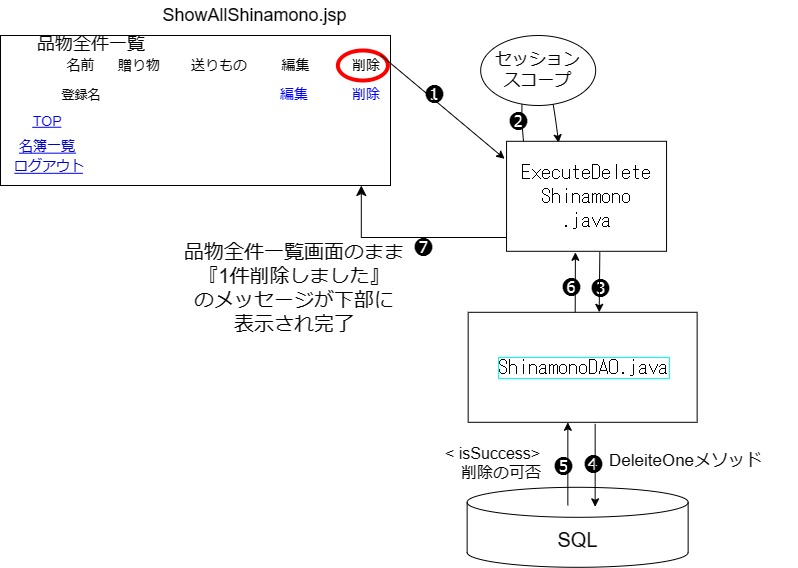 ShowAllShinamono.jsp
品物全件一覧
名前 贈り物 送りもの 編集 削除
登録名 編集 削除
TOP
名簿一覧
ログアウト
セッション
スコープ
❶
❷
ExecuteDelete
Shinamono
.java
❼
品物全件一覧画面のまま
『1件削除しました』
のメッセージが下部に
表示され完了
❻ ❸
ShinamonoDAO.java
< isSuccess>
削除の可否
❺ ❹ DeleiteOneメソッド
SQL